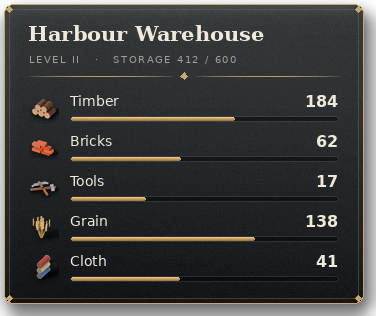 Harbour Warehouse
LEVEL II · STORAGE 412 / 600
Timber 184
Bricks 62
Tools 17
Grain 138
Cloth 41